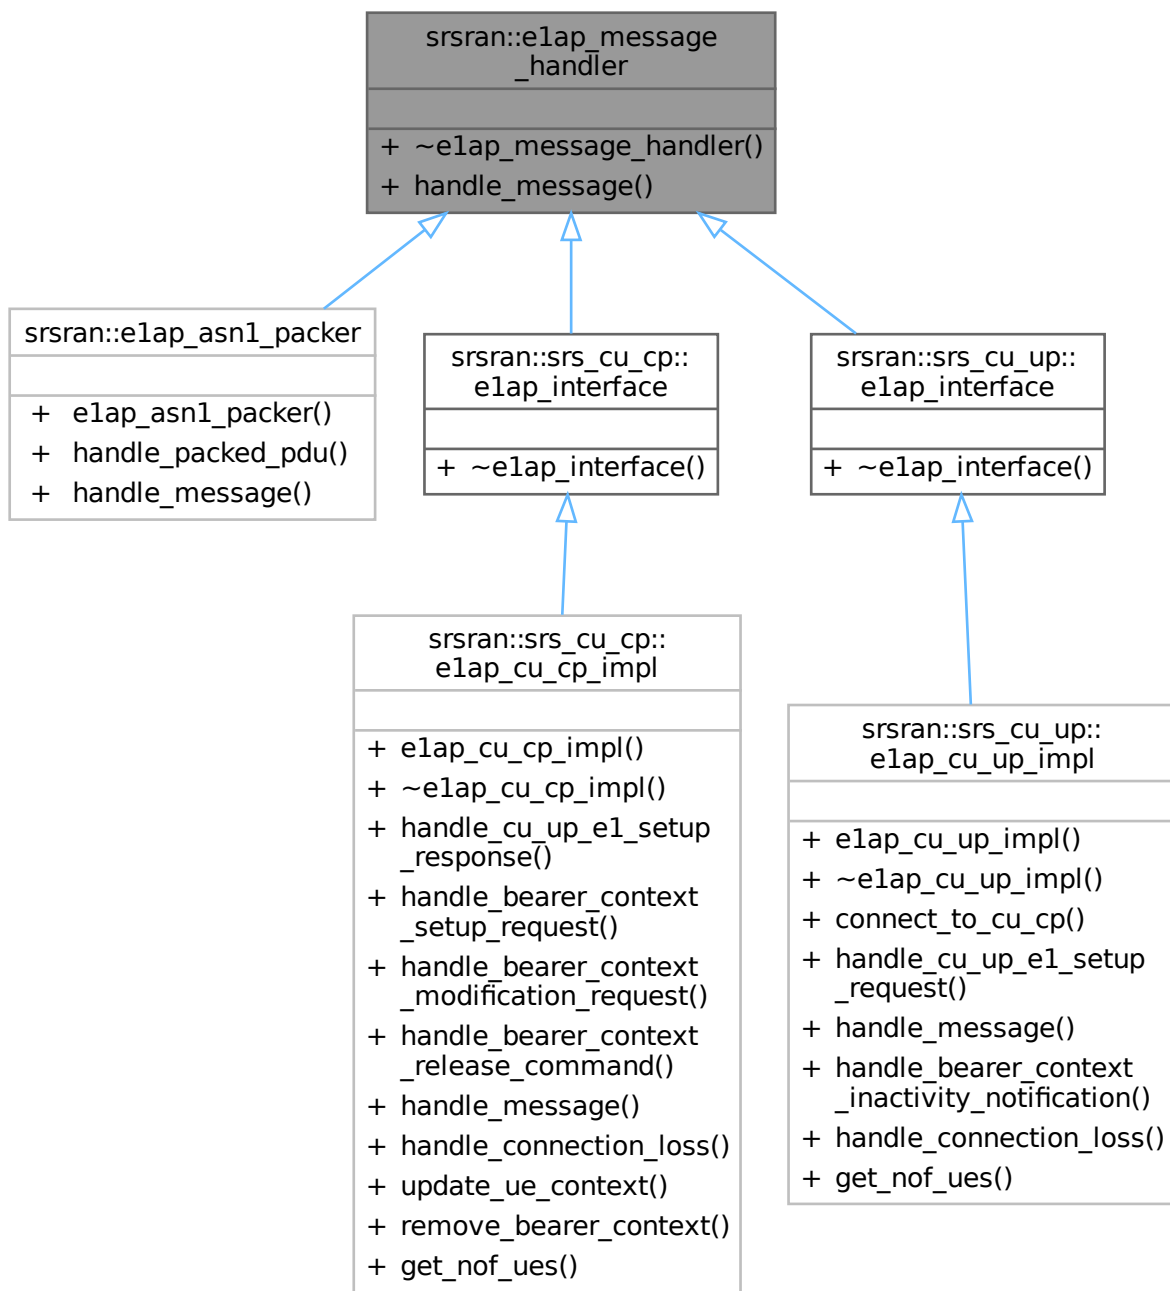 srsran::e1ap_message
_handler
+ ~e1ap_message_handler()
+ handle_message()
srsran::e1ap_asn1_packer
+ e1ap_asn1_packer()
+ handle_packed_pdu()
+ handle_message()
srsran::srs_cu_cp::
e1ap_interface
+ ~e1ap_interface()
srsran::srs_cu_up::
e1ap_interface
+ ~e1ap_interface()
srsran::srs_cu_cp::
e1ap_cu_cp_impl
+ e1ap_cu_cp_impl()
+ ~e1ap_cu_cp_impl()
+ handle_cu_up_e1_setup
_response()
+ handle_bearer_context
_setup_request()
+ handle_bearer_context
_modification_request()
+ handle_bearer_context
_release_command()
+ handle_message()
+ handle_connection_loss()
+ update_ue_context()
+ remove_bearer_context()
+ get_nof_ues()
srsran::srs_cu_up::
e1ap_cu_up_impl
+ e1ap_cu_up_impl()
+ ~e1ap_cu_up_impl()
+ connect_to_cu_cp()
+ handle_cu_up_e1_setup
_request()
+ handle_message()
+ handle_bearer_context
_inactivity_notification()
+ handle_connection_loss()
+ get_nof_ues()